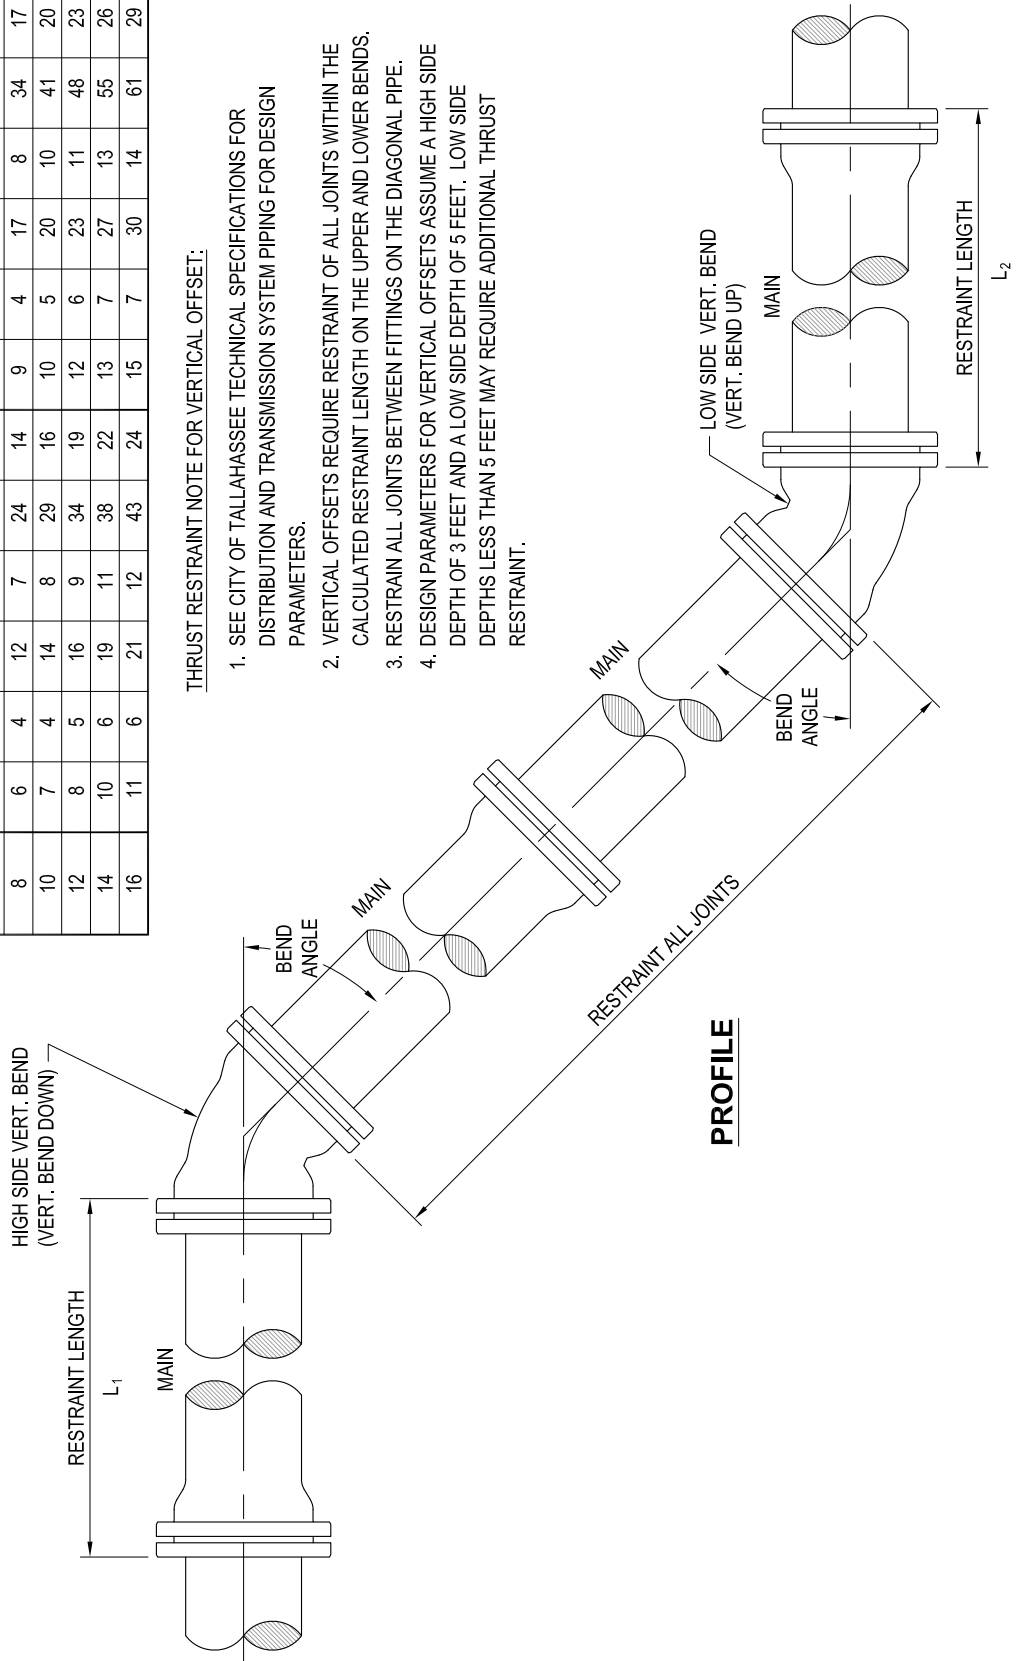 8 6 4 12 7 24 14 9 4 17 8 34 17
10 7 4 14 8 29 16 10 5 20 10 41 20
12 8 5 16 9 34 19 12 6 23 11 48 23
14 10 6 19 11 38 22 13 7 27 13 55 26
16 11 6 21 12 43 24 15 7 30 14 61 29
THRUST RESTRAINT NOTE FOR VERTICAL OFFSET:
1. SEE CITY OF TALLAHASSEE TECHNICAL SPECIFICATIONS FOR
DISTRIBUTION AND TRANSMISSION SYSTEM PIPING FOR DESIGN
PARAMETERS.
2. VERTICAL OFFSETS REQUIRE RESTRAINT OF ALL JOINTS WITHIN THE
CALCULATED RESTRAINT LENGTH ON THE UPPER AND LOWER BENDS.
3. RESTRAIN ALL JOINTS BETWEEN FITTINGS ON THE DIAGONAL PIPE.
4. DESIGN PARAMETERS FOR VERTICAL OFFSETS ASSUME A HIGH SIDE
DEPTH OF 3 FEET AND A LOW SIDE DEPTH OF 5 FEET. LOW SIDE
DEPTHS LESS THAN 5 FEET MAY REQUIRE ADDITIONAL THRUST
RESTRAINT.
HIGH SIDE VERT. BEND
(VERT. BEND DOWN)
RESTRAINT LENGTH
L₁
MAIN
BEND
ANGLE
MAIN
MAIN
BEND
ANGLE
RESTRAINT ALL JOINTS
LOW SIDE VERT. BEND
(VERT. BEND UP)
MAIN
RESTRAINT LENGTH
L₂
PROFILE